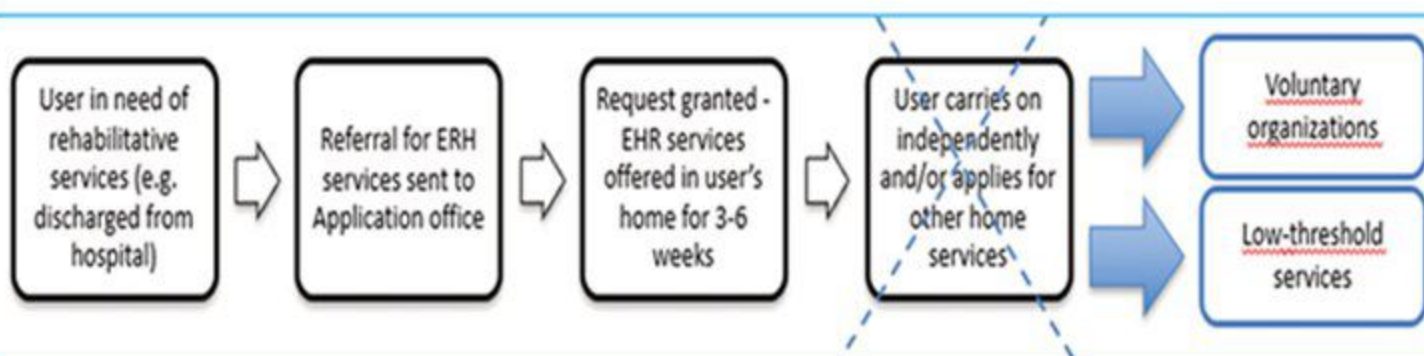 User in need of
rehabilitative
services (e.g.
discharged from
hospital)
Referral for ERH
services sent to
Application office
Request granted -
EHR services
offered in user's
home for 3-6
weeks
User carries on
independently
and/or applies for
other home
services
Voluntary
organizations
Low-threshold
services